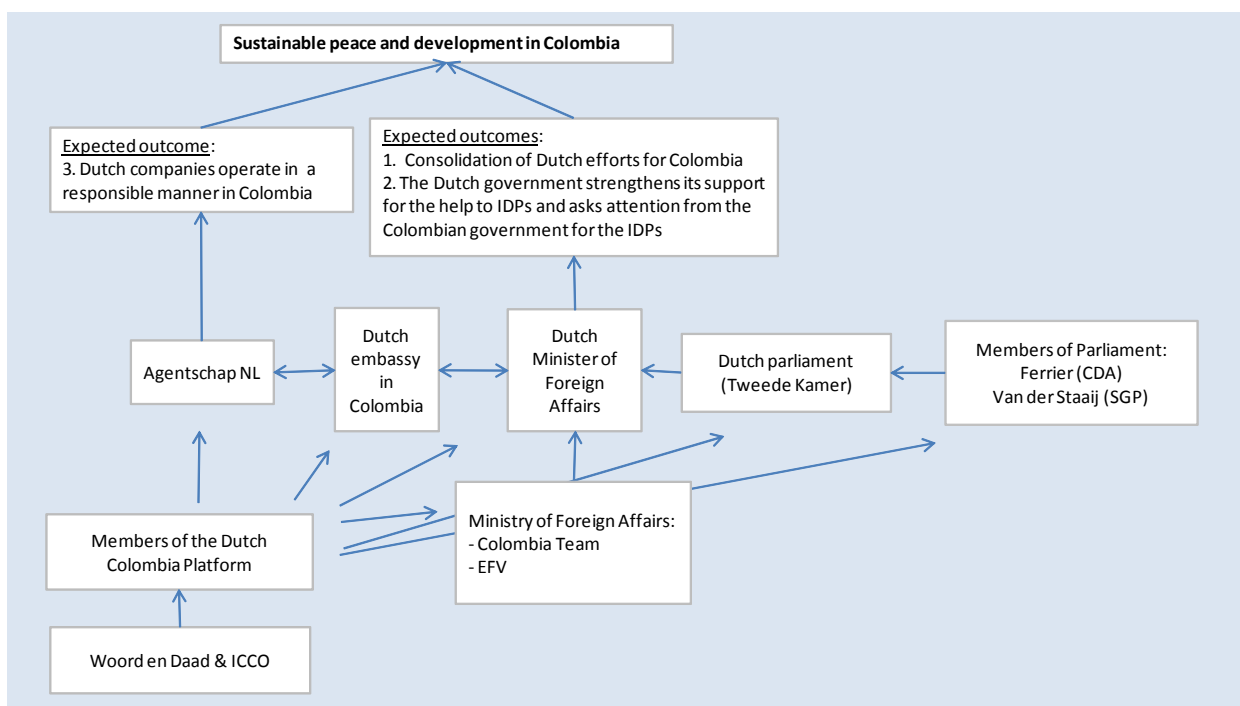 Sustainable peace and development in Colombia
Expected outcome:
3. Dutch companies operate in a
responsible manner in Colombia
Expected outcomes:
1. Consolidation of Dutch efforts for Colombia
2. The Dutch government strengthens its support
for the help to IDPs and asks attention from the
Colombian government for the IDPs
Agentschap NL
Dutch
embassy
in
Colombia
Dutch
Minister of
Foreign
Affairs
Dutch parliament
(Tweede Kamer)
Members of Parliament:
Ferrier (CDA)
Van der Staaij (SGP)
Members of the Dutch
Colombia Platform
Ministry of Foreign Affairs:
- Colombia Team
- EFV
Woord en Daad & ICCO